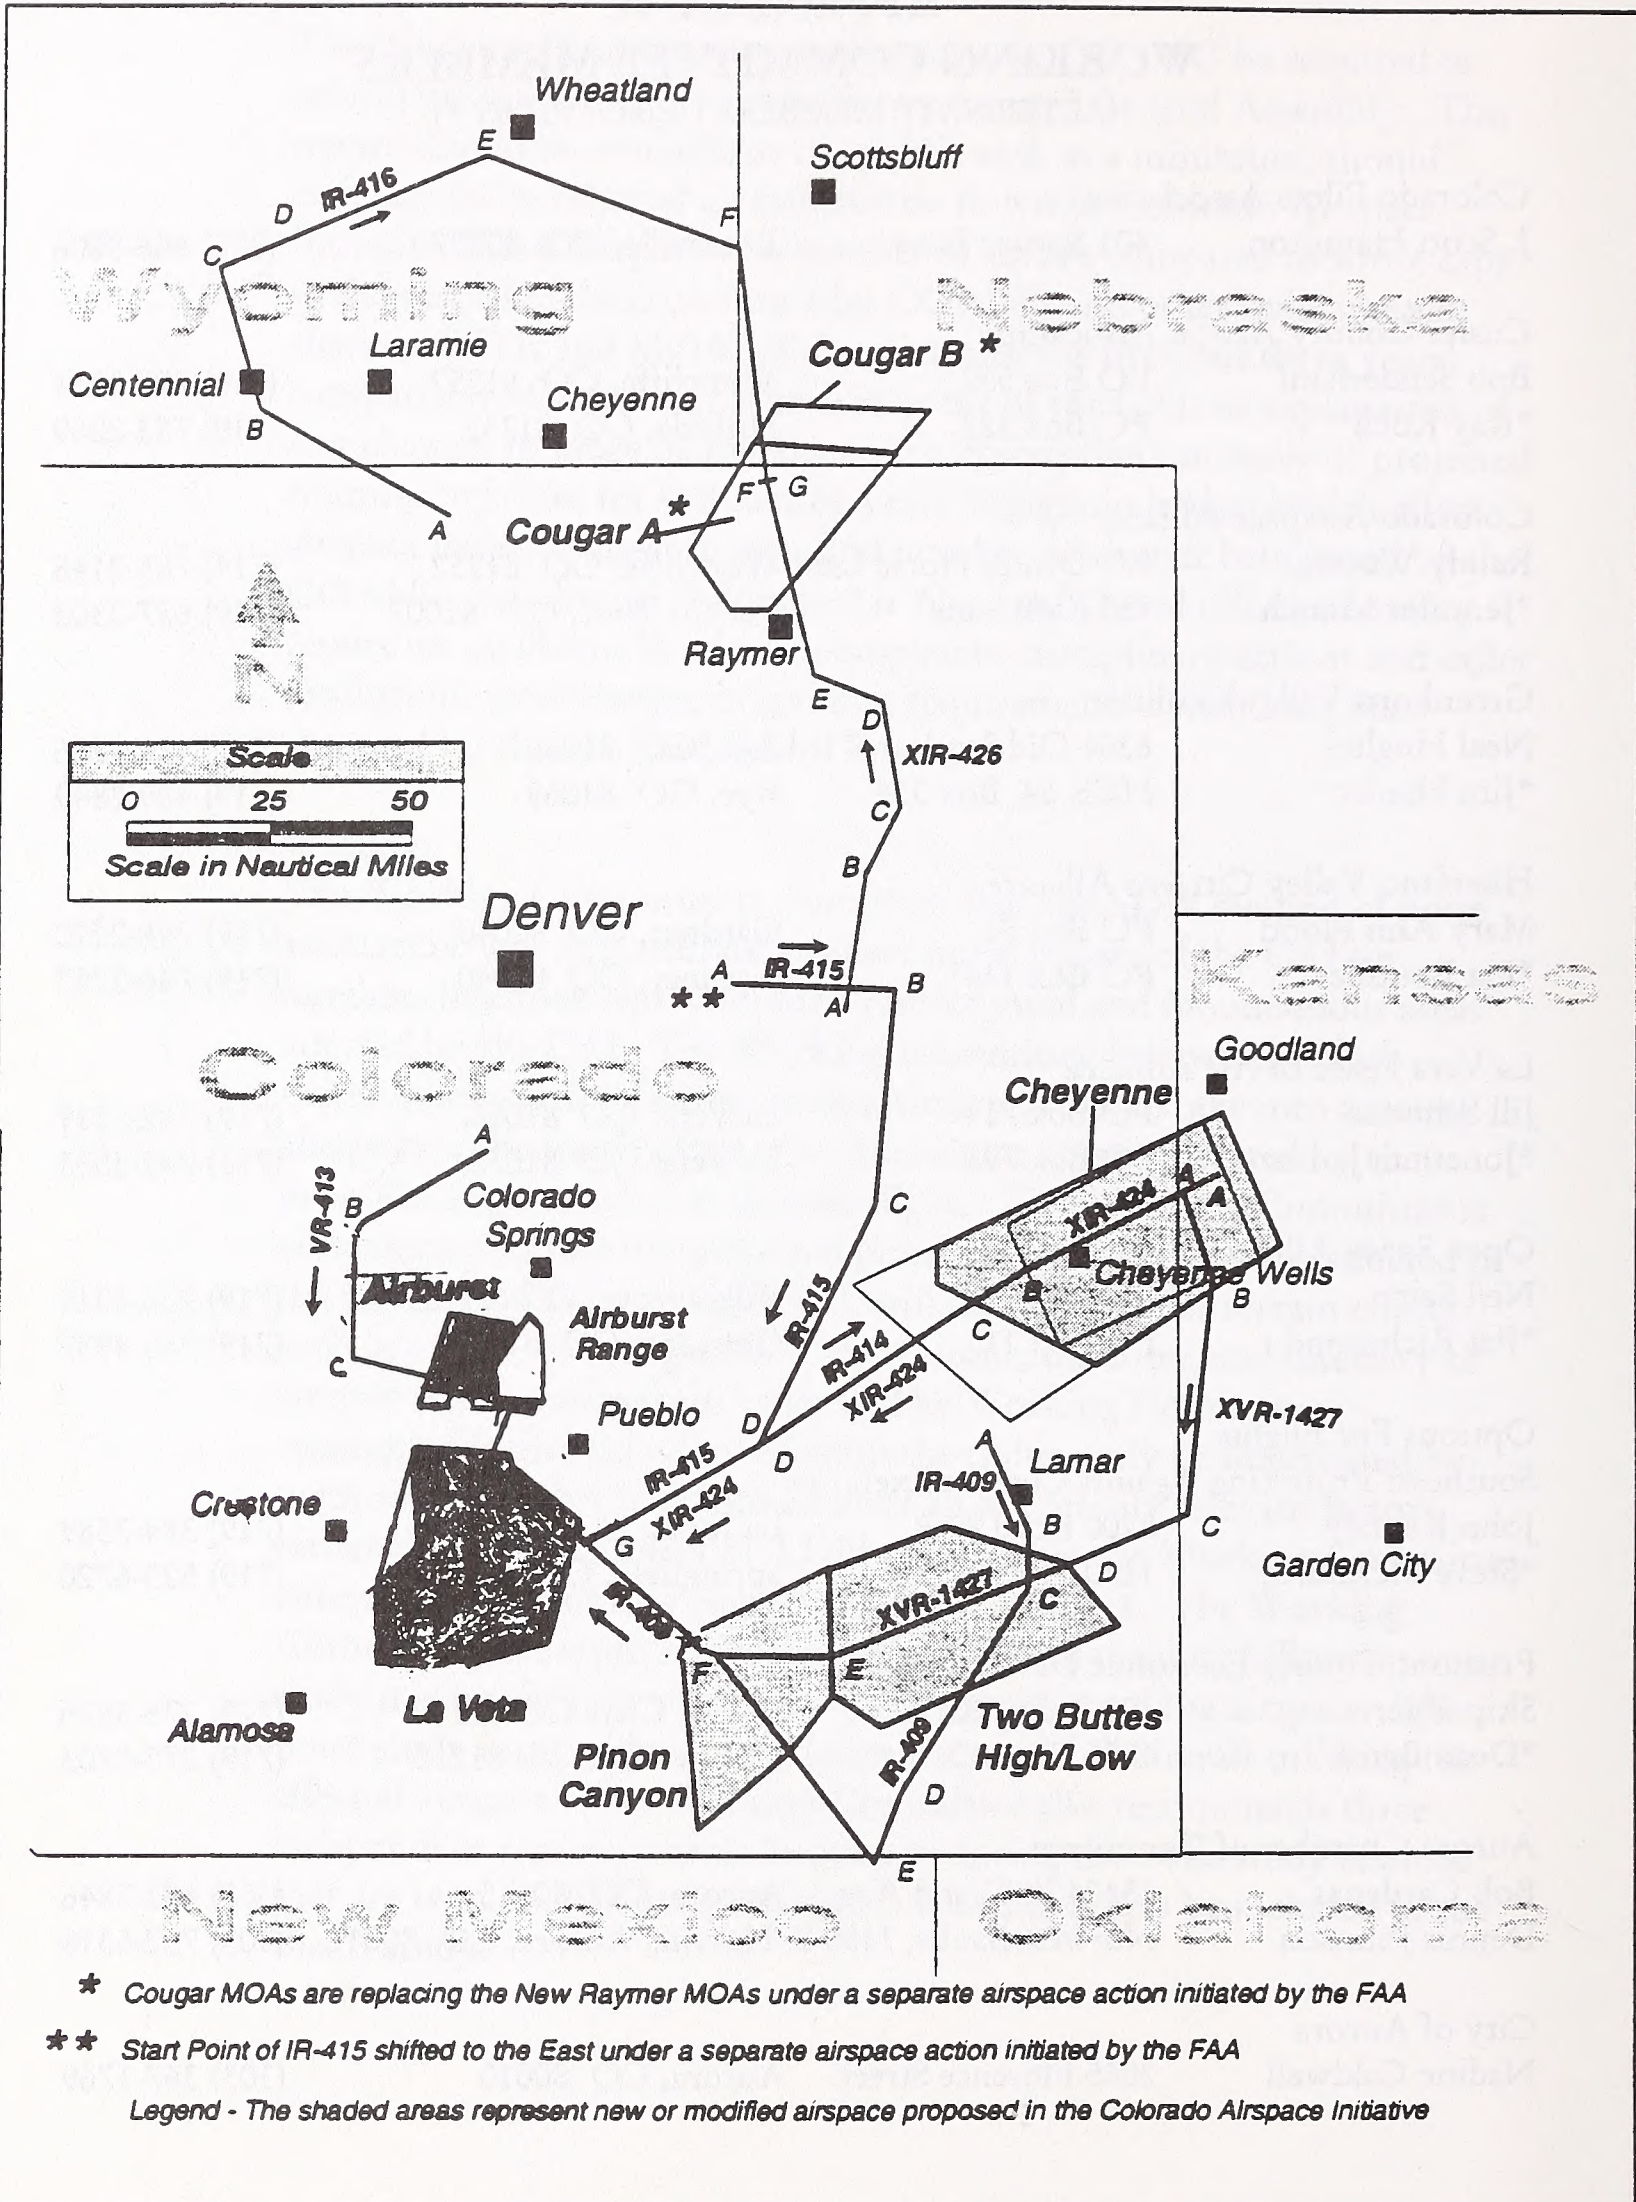 Wheatland
E
Scottsbluff
IR-416
D
F
C
Wyoming
Nebraska
Laramie
Cougar B *
Centennial
Cheyenne
B
F G
*
Cougar A
A
N
Raymer
E
D
Scale
XIR-426
0 25 50
C
Scale in Nautical Miles
B
Denver
A IR-415 B
* *
A
Kansas
Goodland
Colorado
Cheyenne
A
VR-413
Colorado
Springs
B
C
XIR-424
A
A
Airburst
Cheyenne Wells
B
B
IR-415
Airburst
Range
C
C
IR-414
XIR-424
Pueblo
D
D
A
XVR-1427
Lamar
IR-415
XIR-424
IR-409
Crestone
B
C
G
Garden City
D
IR-409
XVR-1427
C
F
E
La Veta
Alamosa
Two Buttes
High/Low
Pinon
Canyon
IR-409
D
E
New Mexico
Oklahoma
* Cougar MOAs are replacing the New Raymer MOAs under a separate airspace action initiated by the FAA
* * Start Point of IR-415 shifted to the East under a separate airspace action initiated by the FAA
Legend - The shaded areas represent new or modified airspace proposed in the Colorado Airspace Initiative